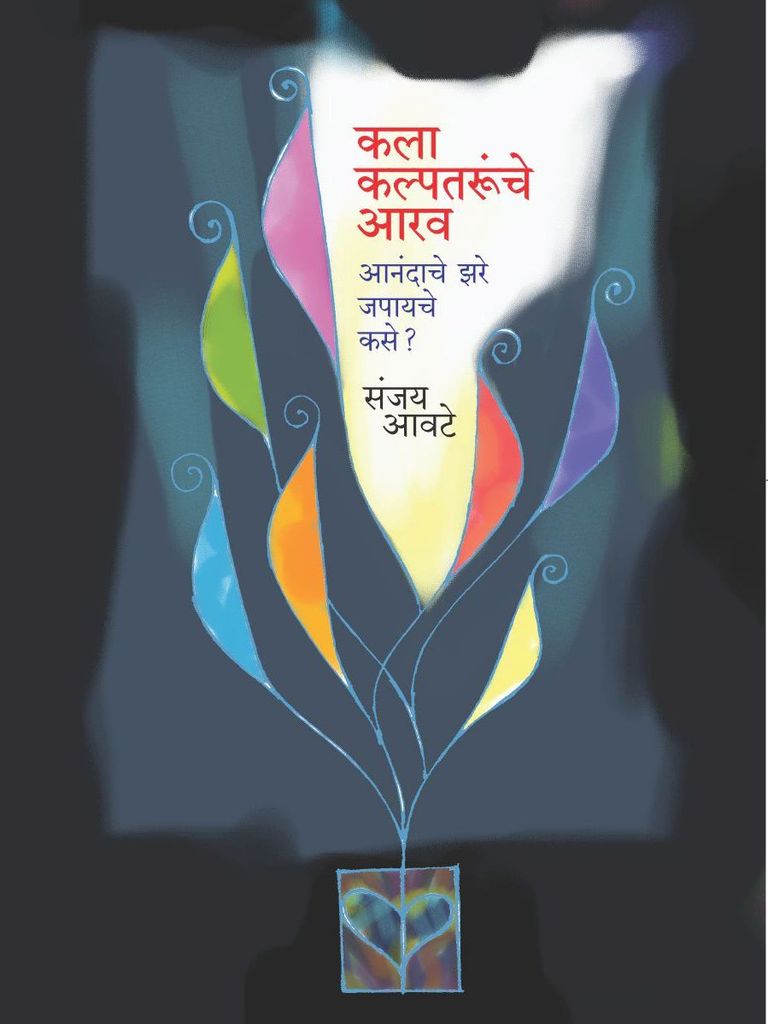 कला
कल्पतरूंचे
आरव
आनंदाचे झरे
जपायचे
कसे ?
संजय
आवटे